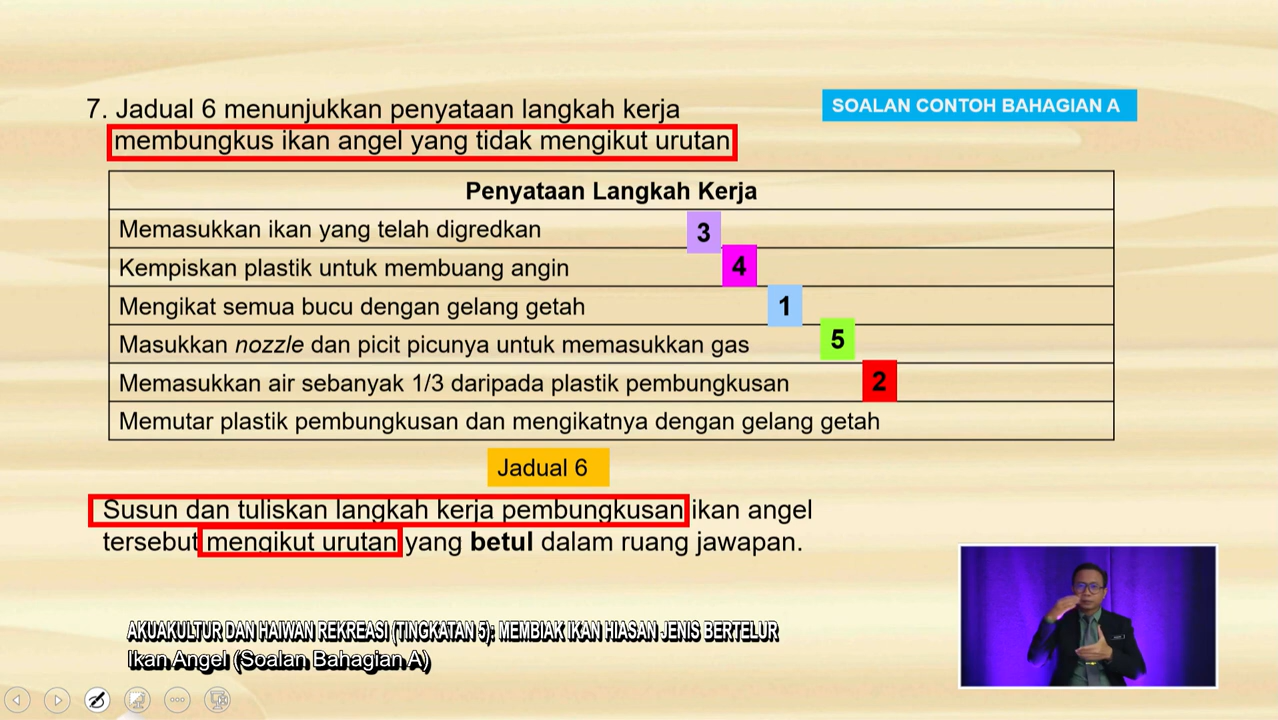 7. Jadual 6 menunjukkan penyataan langkah kerja
membungkus ikan angel yang tidak mengikut urutan
SOALAN CONTOH BAHAGIAN A
Penyataan Langkah Kerja
Memasukkan ikan yang telah digredkan 3
Kempiskan plastik untuk membuang angin 4
Mengikat semua bucu dengan gelang getah 1
Masukkan nozzle dan picit picunya untuk memasukkan gas 5
Memasukkan air sebanyak 1/3 daripada plastik pembungkusan 2
Memutar plastik pembungkusan dan mengikatnya dengan gelang getah
Jadual 6
Susun dan tuliskan langkah kerja pembungkusan ikan angel
tersebut mengikut urutan yang betul dalam ruang jawapan.
AKUAKULTUR DAN HAIWAN REKREASI (TINGKATAN 5): MEMBIAK IKAN HIASAN JENIS BERTELUR
Ikan Angel (Soalan Bahagian A)